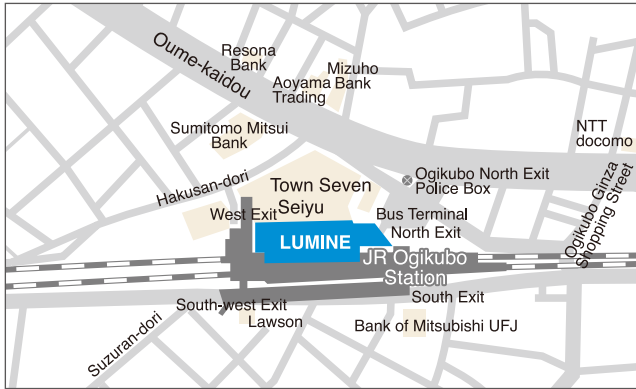 Oume-kaidou
Resona
Bank
Mizuho
Bank
Aoyama
Trading
Sumitomo Mitsui
Bank
NTT
docomo
Hakusan-dori
Town Seven
Seiyu
Ogikubo North Exit
Police Box
West Exit
Bus Terminal
North Exit
Ogikubo Ginza
Shopping Street
LUMINE
JR Ogikubo
Station
South-west Exit
South Exit
Lawson
Bank of Mitsubishi UFJ
Suzuran-dori